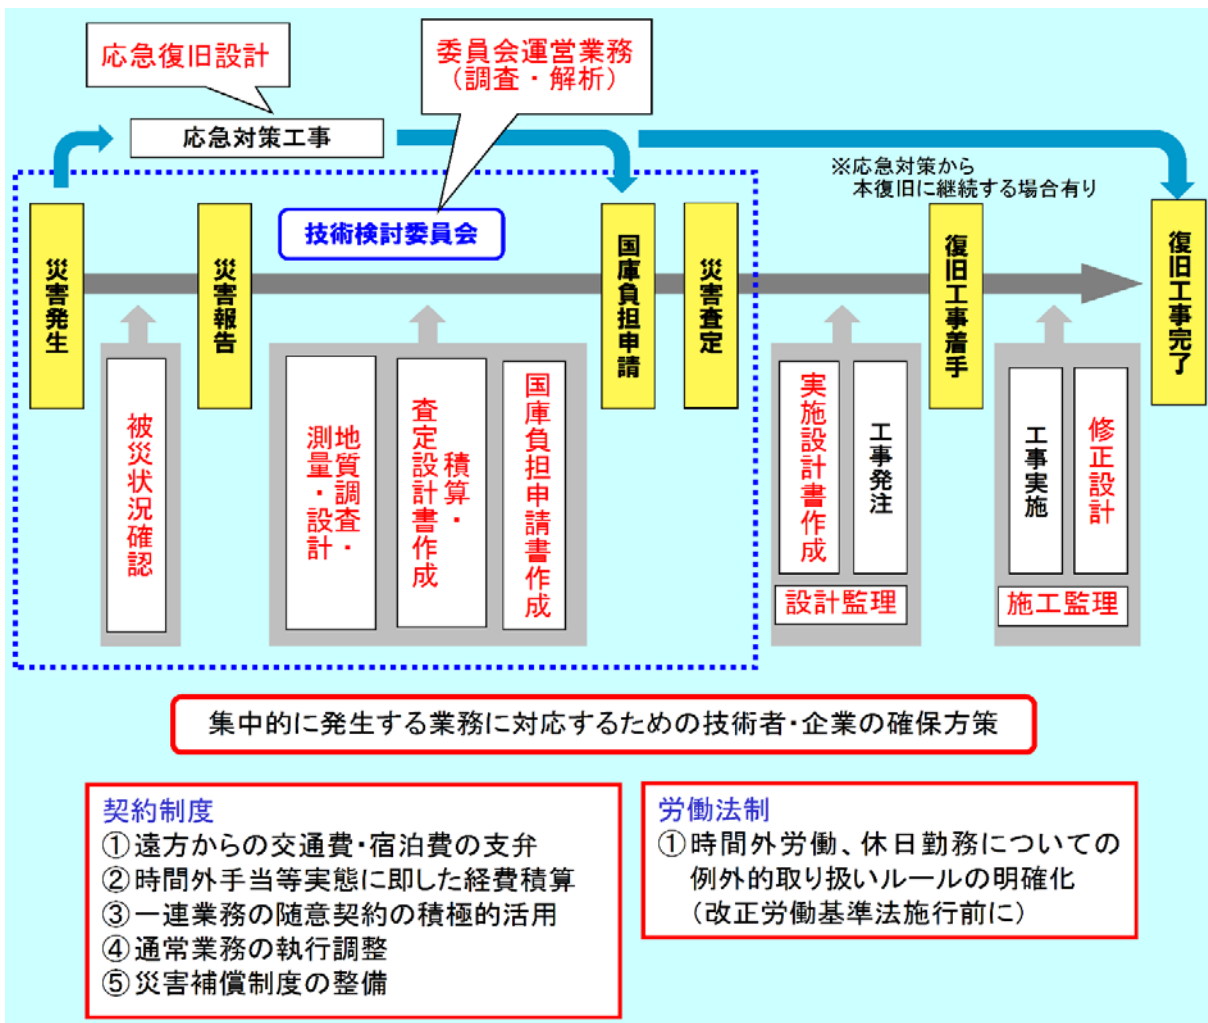 応急復旧設計
委員会運営業務
（調査・解析）
応急対策工事
※応急対策から
本復旧に継続する場合有り
技術検討委員会
災害発生
災害報告
国庫負担申請
災害査定
復旧工事着手
復旧工事完了
被災状況確認
地質調査・
測量・設計
積算・
査定設計書作成
国庫負担申請書作成
実施設計書作成
工事発注
設計監理
工事実施
修正設計
施工監理
集中的に発生する業務に対応するための技術者・企業の確保方策
契約制度
①遠方からの交通費・宿泊費の支弁
②時間外手当等実態に即した経費積算
③一連業務の随意契約の積極的活用
④通常業務の執行調整
⑤災害補償制度の整備
労働法制
①時間外労働、休日勤務についての
例外的取り扱いルールの明確化
（改正労働基準法施行前に）